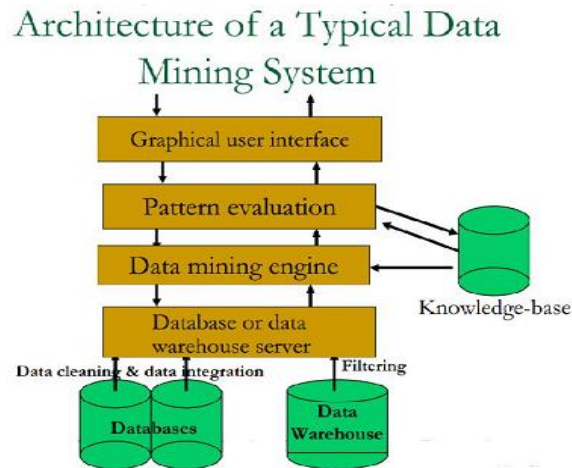 Architecture of a Typical Data
Mining System
Graphical user interface
Pattern evaluation
Data mining engine
Knowledge-base
Database or data
warehouse server
Data cleaning & data integration
Filtering
Databases
Data
Warehouse